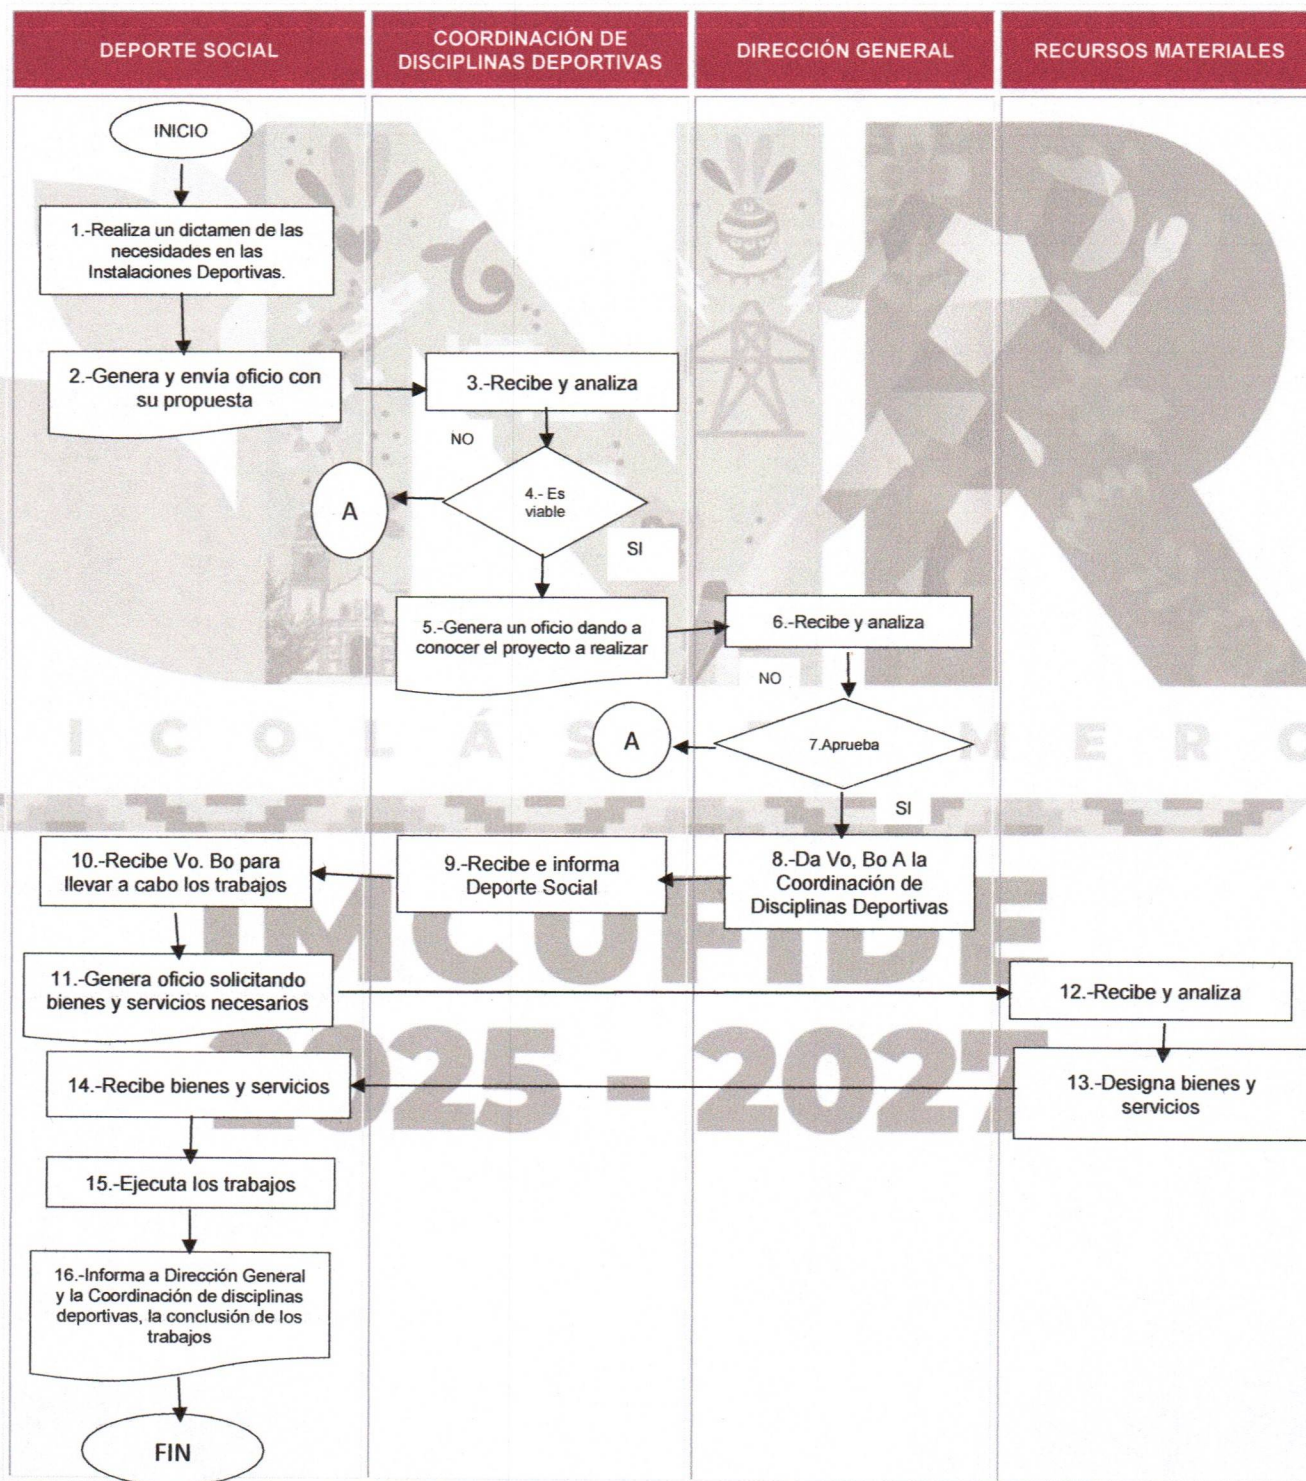 DEPORTE SOCIAL
COORDINACIÓN DE
DISCIPLINAS DEPORTIVAS
DIRECCIÓN GENERAL
RECURSOS MATERIALES
INICIO
1.-Realiza un dictamen de las
necesidades en las
Instalaciones Deportivas.
2.-Genera y envía oficio con
su propuesta
3.-Recibe y analiza
NO
4.- Es
viable
A
SI
5.-Genera un oficio dando a
conocer el proyecto a realizar
6.-Recibe y analiza
NO
7.Aprueba
A
SI
8.-Da Vo, Bo A la
Coordinación de
Disciplinas Deportivas
9.-Recibe e informa
Deporte Social
10.-Recibe Vo. Bo para
llevar a cabo los trabajos
11.-Genera oficio solicitando
bienes y servicios necesarios
12.-Recibe y analiza
13.-Designa bienes y
servicios
14.-Recibe bienes y servicios
15.-Ejecuta los trabajos
16.-Informa a Dirección General
y la Coordinación de disciplinas
deportivas, la conclusión de los
trabajos
FIN
IMCUFIDE
2025 - 2027